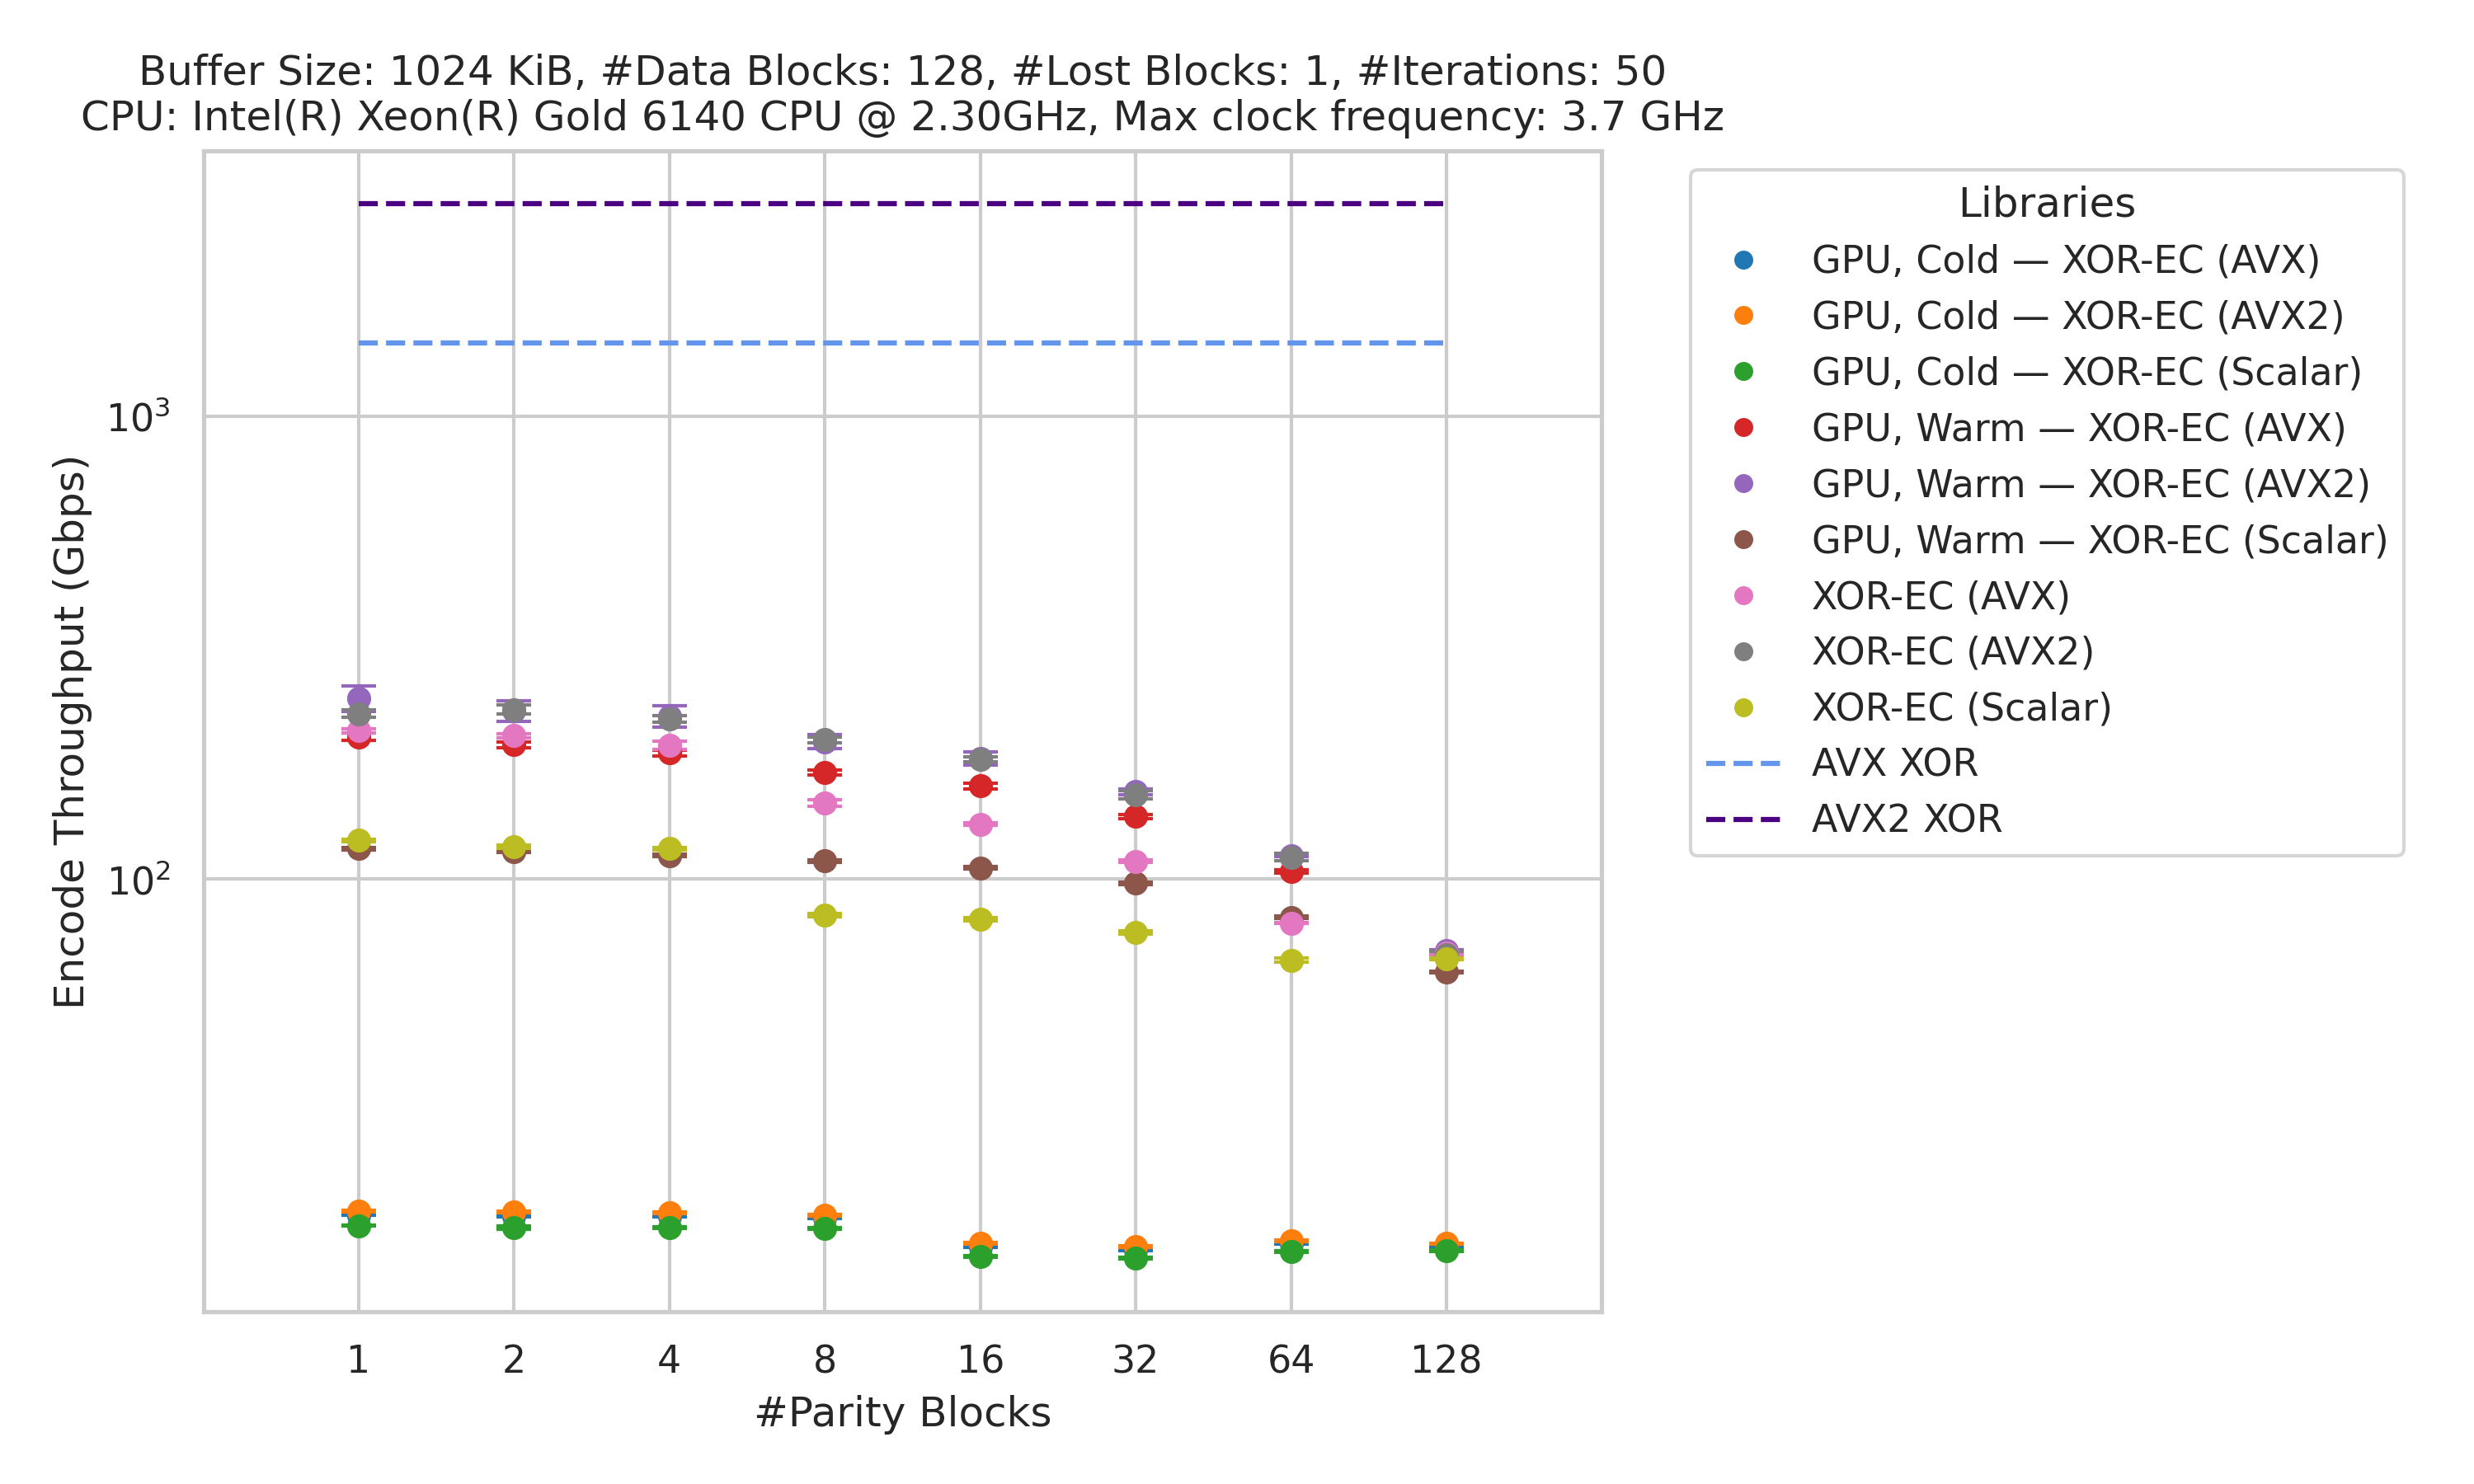 Buffer Size: 1024 KiB, #Data Blocks: 128, #Lost Blocks: 1, #Iterations: 50
CPU: Intel(R) Xeon(R) Gold 6140 CPU @ 2.30GHz, Max clock frequency: 3.7 GHz
Encode Throughput (Gbps)
10³
10²
1 2 4 8 16 32 64 128
#Parity Blocks
Libraries
GPU, Cold — XOR-EC (AVX)
GPU, Cold — XOR-EC (AVX2)
GPU, Cold — XOR-EC (Scalar)
GPU, Warm — XOR-EC (AVX)
GPU, Warm — XOR-EC (AVX2)
GPU, Warm — XOR-EC (Scalar)
XOR-EC (AVX)
XOR-EC (AVX2)
XOR-EC (Scalar)
AVX XOR
AVX2 XOR